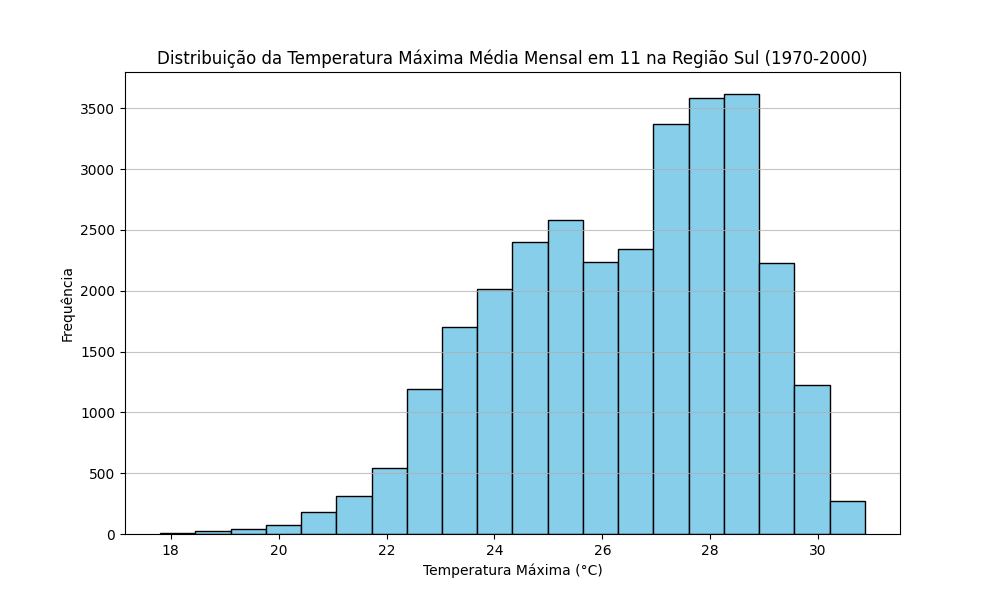 Distribuição da Temperatura Máxima Média Mensal em 11 na Região Sul (1970-2000)
3500
3000
2500
2000
1500
1000
500
0
Frequência
18 20 22 24 26 28 30
Temperatura Máxima (°C)